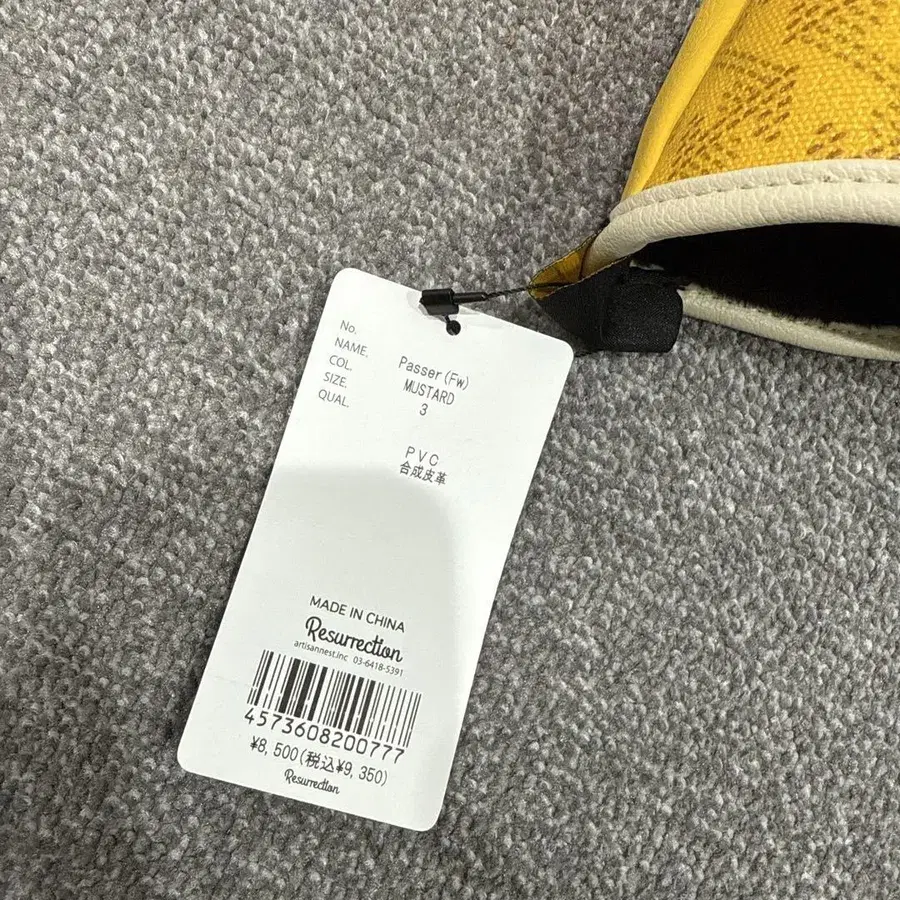 No.
NAME. Passer(Fw)
COL. MUSTARD
SIZE. 3
QUAL.
PVC
合成皮革
MADE IN CHINA
Resurrection
artisannest.inc 03-6418-5391
4573608200777
¥8,500(税込¥9,350)
Resurrection